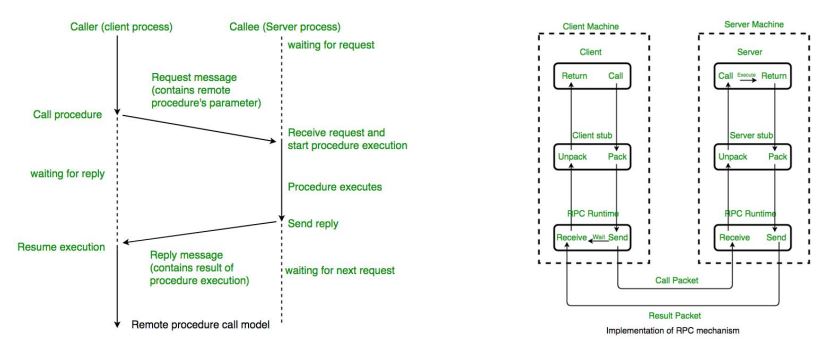 Caller (client process)
Callee (Server process)
waiting for request
Request message
(contains remote
procedure's parameter)
Call procedure
Receive request and
start procedure execution
waiting for reply
Procedure executes
Send reply
Resume execution
Reply message
(contains result of
procedure execution)
waiting for next request
Remote procedure call model
Client Machine
Client
Return Call
Client stub
Unpack Pack
RPC Runtime
Receive Wait Send
Server Machine
Server
Call Execute Return
Server stub
Unpack Pack
RPC Runtime
Receive Send
Call Packet
Result Packet
Implementation of RPC mechanism